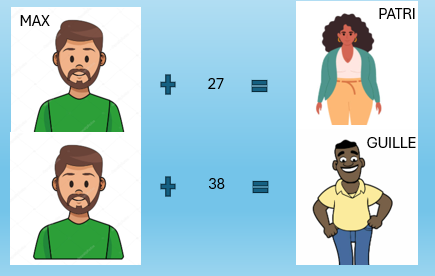 MAX
PATRI
+ 27 =
GUILLE
+ 38 =